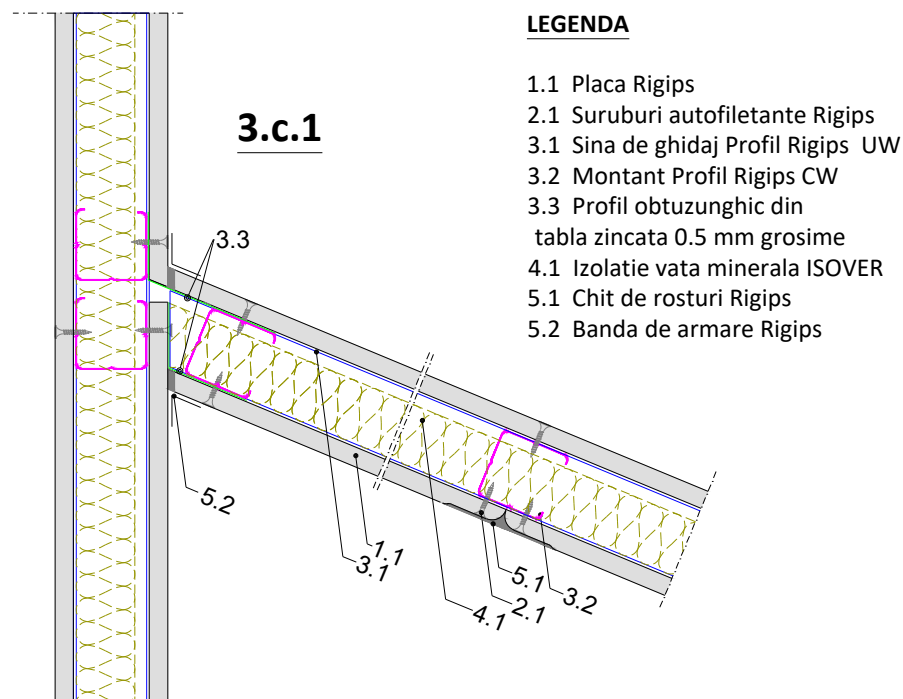 LEGENDA
1.1 Placa Rigips
2.1 Suruburi autofiletante Rigips
3.1 Sina de ghidaj Profil Rigips UW
3.2 Montant Profil Rigips CW
3.3 Profil obtuzunghic din
tabla zincata 0.5 mm grosime
4.1 Izolatie vata minerala ISOVER
5.1 Chit de rosturi Rigips
5.2 Banda de armare Rigips
3.c.1
3.3
5.2
1.1
3.1
4.1
5.1
2.1
3.2